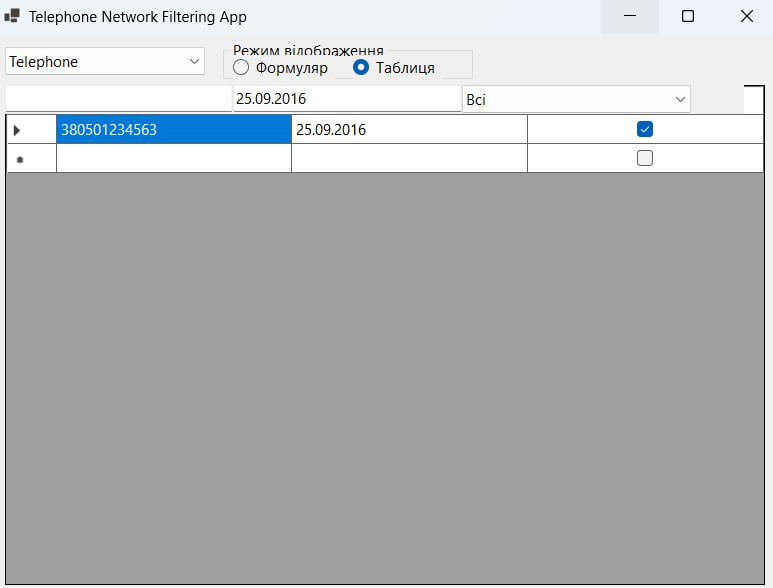 Telephone Network Filtering App
Режим відображення
Telephone
Формуляр
Таблиця
25.09.2016
Всі
380501234563
25.09.2016